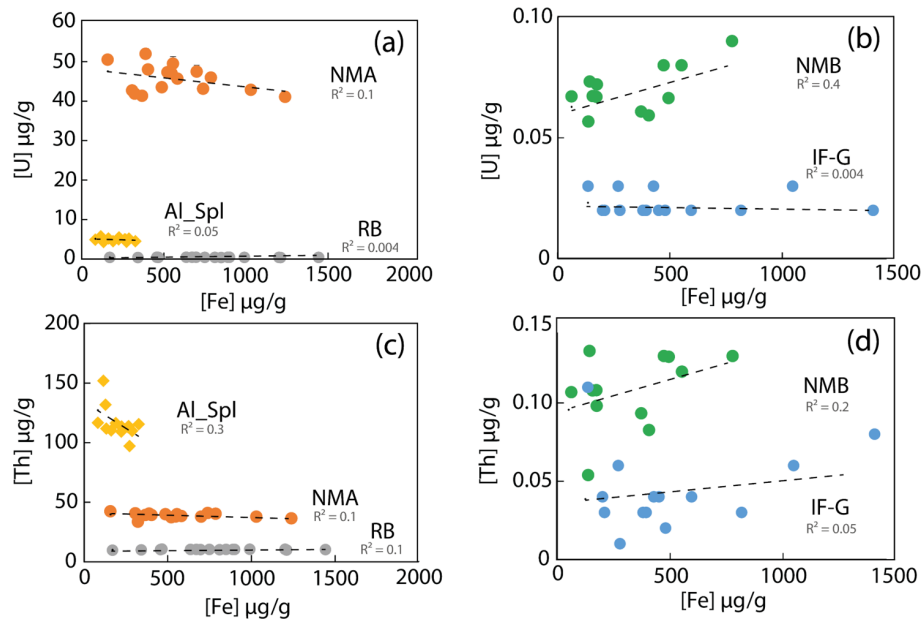 60
50
40
30
20
10
0
[U] µg/g
(a)
NMA
R² = 0.1
Al_Spl
R² = 0.05
RB
R² = 0.004
0
500
1000
1500
2000
[Fe] µg/g
0.10
0.05
0
[U] µg/g
(b)
NMB
R² = 0.4
IF-G
R² = 0.004
0
500
1000
1500
[Fe] µg/g
200
150
100
50
0
[Th] µg/g
(c)
Al_Spl
R² = 0.3
NMA
R² = 0.1
RB
R² = 0.1
0
500
1000
1500
2000
[Fe] µg/g
0.15
0.10
0.05
0
[Th] µg/g
(d)
NMB
R² = 0.2
IF-G
R² = 0.05
0
500
1000
1500
[Fe] µg/g